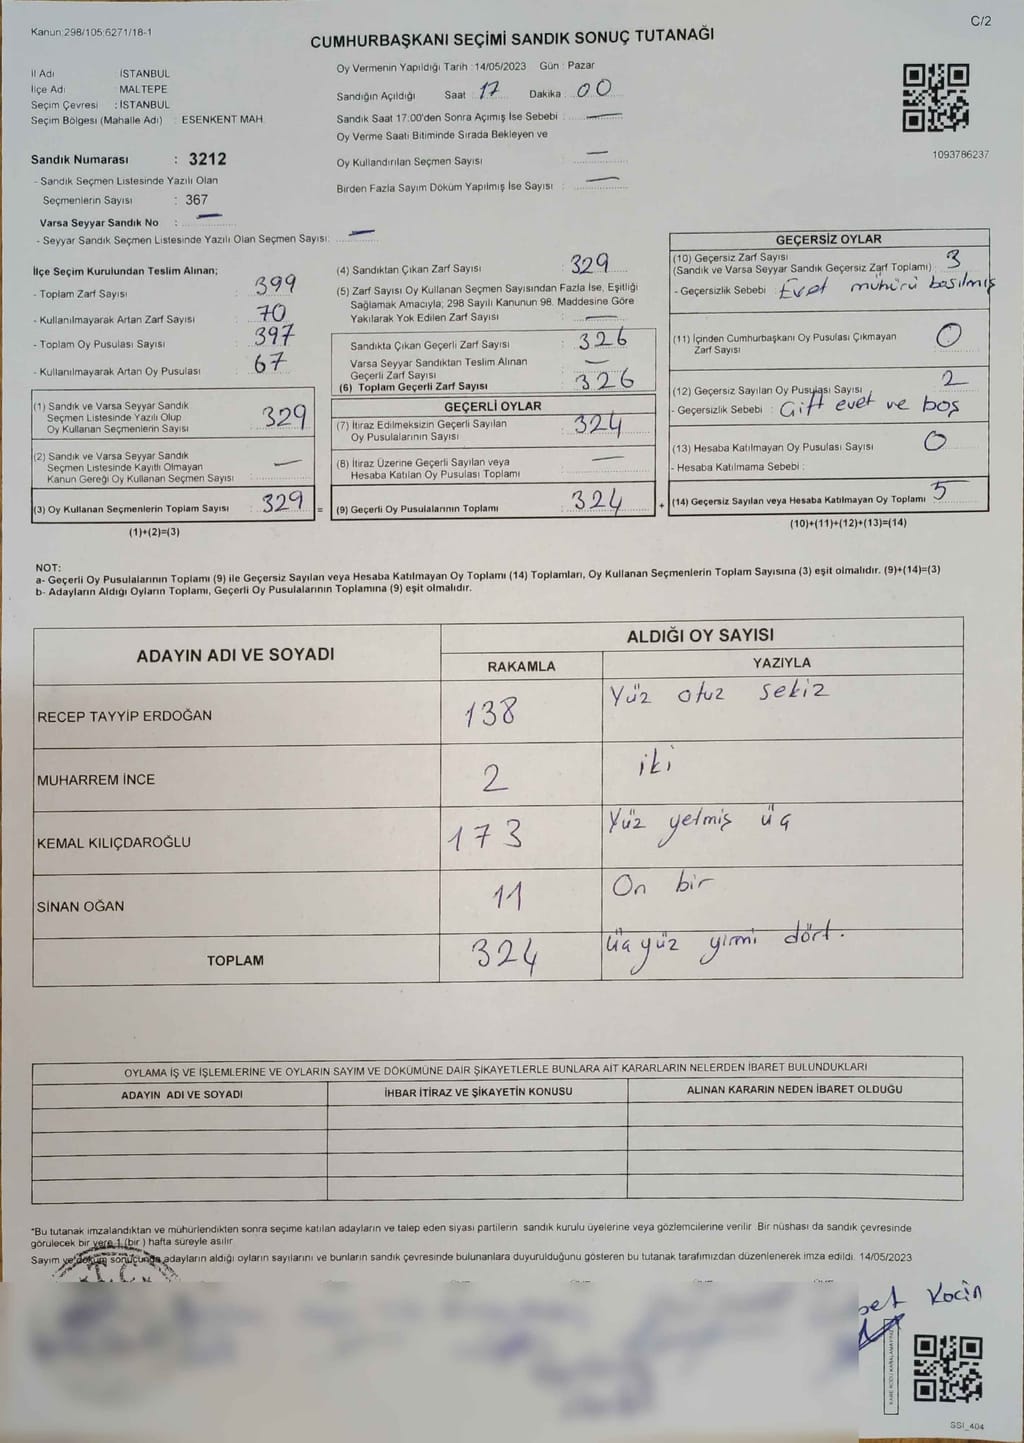 Kanun:298/105:6271/18-1
C/2
CUMHURBAŞKANI SEÇİMİ SANDIK SONUÇ TUTANAĞI
İl Adı : İSTANBUL
İlçe Adı : MALTEPE
Seçim Çevresi : İSTANBUL
Seçim Bölgesi (Mahalle Adı) : ESENKENT MAH.
Sandık Numarası : 3212
- Sandık Seçmen Listesinde Yazılı Olan
Seçmenlerin Sayısı : 367
Varsa Seyyar Sandık No : —
- Seyyar Sandık Seçmen Listesinde Yazılı Olan Seçmen Sayısı: —
Oy Vermenin Yapıldığı Tarih : 14/05/2023 Gün : Pazar
Sandığın Açıldığı Saat 17 Dakika 00
Sandık Saat 17:00'den Sonra Açımış İse Sebebi : —
Oy Verme Saati Bitiminde Sırada Bekleyen ve
Oy Kullandırılan Seçmen Sayısı —
Birden Fazla Sayım Döküm Yapılmış İse Sayısı : —
1093786237
İlçe Seçim Kurulundan Teslim Alınan;
- Toplam Zarf Sayısı : 399
- Kullanılmayarak Artan Zarf Sayısı : 70
- Toplam Oy Pusulası Sayısı : 397
- Kullanılmayarak Artan Oy Pusulası : 67
(1) Sandık ve Varsa Seyyar Sandık
Seçmen Listesinde Yazılı Olup
Oy Kullanan Seçmenlerin Sayısı : 329
(2) Sandık ve Varsa Seyyar Sandık
Seçmen Listesinde Kayıtlı Olmayan
Kanun Gereği Oy Kullanan Seçmen Sayısı : —
(3) Oy Kullanan Seçmenlerin Toplam Sayısı : 329 =
(1)+(2)=(3)
(4) Sandıktan Çıkan Zarf Sayısı : 329
(5) Zarf Sayısı Oy Kullanan Seçmen Sayısından Fazla İse, Eşitliği
Sağlamak Amacıyla; 298 Sayılı Kanunun 98. Maddesine Göre
Yakılarak Yok Edilen Zarf Sayısı : —
Sandıkta Çıkan Geçerli Zarf Sayısı : 326
Varsa Seyyar Sandıktan Teslim Alınan
Geçerli Zarf Sayısı : —
(6) Toplam Geçerli Zarf Sayısı : 326
GEÇERLİ OYLAR
(7) İtiraz Edilmeksizin Geçerli Sayılan
Oy Pusulalarının Sayısı : 324
(8) İtiraz Üzerine Geçerli Sayılan veya
Hesaba Katılan Oy Pusulası Toplamı : —
(9) Geçerli Oy Pusulalarının Toplamı : 324 +
GEÇERSİZ OYLAR
(10) Geçersiz Zarf Sayısı
(Sandık ve Varsa Seyyar Sandık Geçersiz Zarf Toplamı) : 3
- Geçersizlik Sebebi : Evet mühürü basılmış
(11) İçinden Cumhurbaşkanı Oy Pusulası Çıkmayan
Zarf Sayısı : 0
(12) Geçersiz Sayılan Oy Pusulası Sayısı : 2
- Geçersizlik Sebebi : Çift evet ve boş
(13) Hesaba Katılmayan Oy Pusulası Sayısı : 0
- Hesaba Katılmama Sebebi :
(14) Geçersiz Sayılan veya Hesaba Katılmayan Oy Toplamı : 5
(10)+(11)+(12)+(13)=(14)
NOT:
a- Geçerli Oy Pusulalarının Toplamı (9) ile Geçersiz Sayılan veya Hesaba Katılmayan Oy Toplamı (14) Toplamları, Oy Kullanan Seçmenlerin Toplam Sayısına (3) eşit olmalıdır. (9)+(14)=(3)
b- Adayların Aldığı Oyların Toplamı, Geçerli Oy Pusulalarının Toplamına (9) eşit olmalıdır.
ADAYIN ADI VE SOYADI
ALDIĞI OY SAYISI
RAKAMLA YAZIYLA
RECEP TAYYİP ERDOĞAN 138 Yüz otuz sekiz
MUHARREM İNCE 2 iki
KEMAL KILIÇDAROĞLU 173 Yüz yetmiş üç
SİNAN OĞAN 11 On bir
TOPLAM 324 üçyüz yirmi dört.
OYLAMA İŞ VE İŞLEMLERİNE VE OYLARIN SAYIM VE DÖKÜMÜNE DAİR ŞİKAYETLERLE BUNLARA AİT KARARLARIN NELERDEN İBARET BULUNDUKLARI
ADAYIN ADI VE SOYADI İHBAR İTİRAZ VE ŞİKAYETİN KONUSU ALINAN KARARIN NEDEN İBARET OLDUĞU
*Bu tutanak imzalandıktan ve mühürlendikten sonra seçime katılan adayların ve talep eden siyasi partilerin sandık kurulu üyelerine veya gözlemcilerine verilir. Bir nüshası da sandık çevresinde
görülecek bir yere 1 (bir) hafta süreyle asılır.
Sayım ve döküm sonucunda adayların aldığı oyların sayılarını ve bunların sandık çevresinde bulunanlara duyurulduğunu gösteren bu tutanak tarafımızdan düzenlenerek imza edildi. 14/05/2023
T.C.
SSI_404